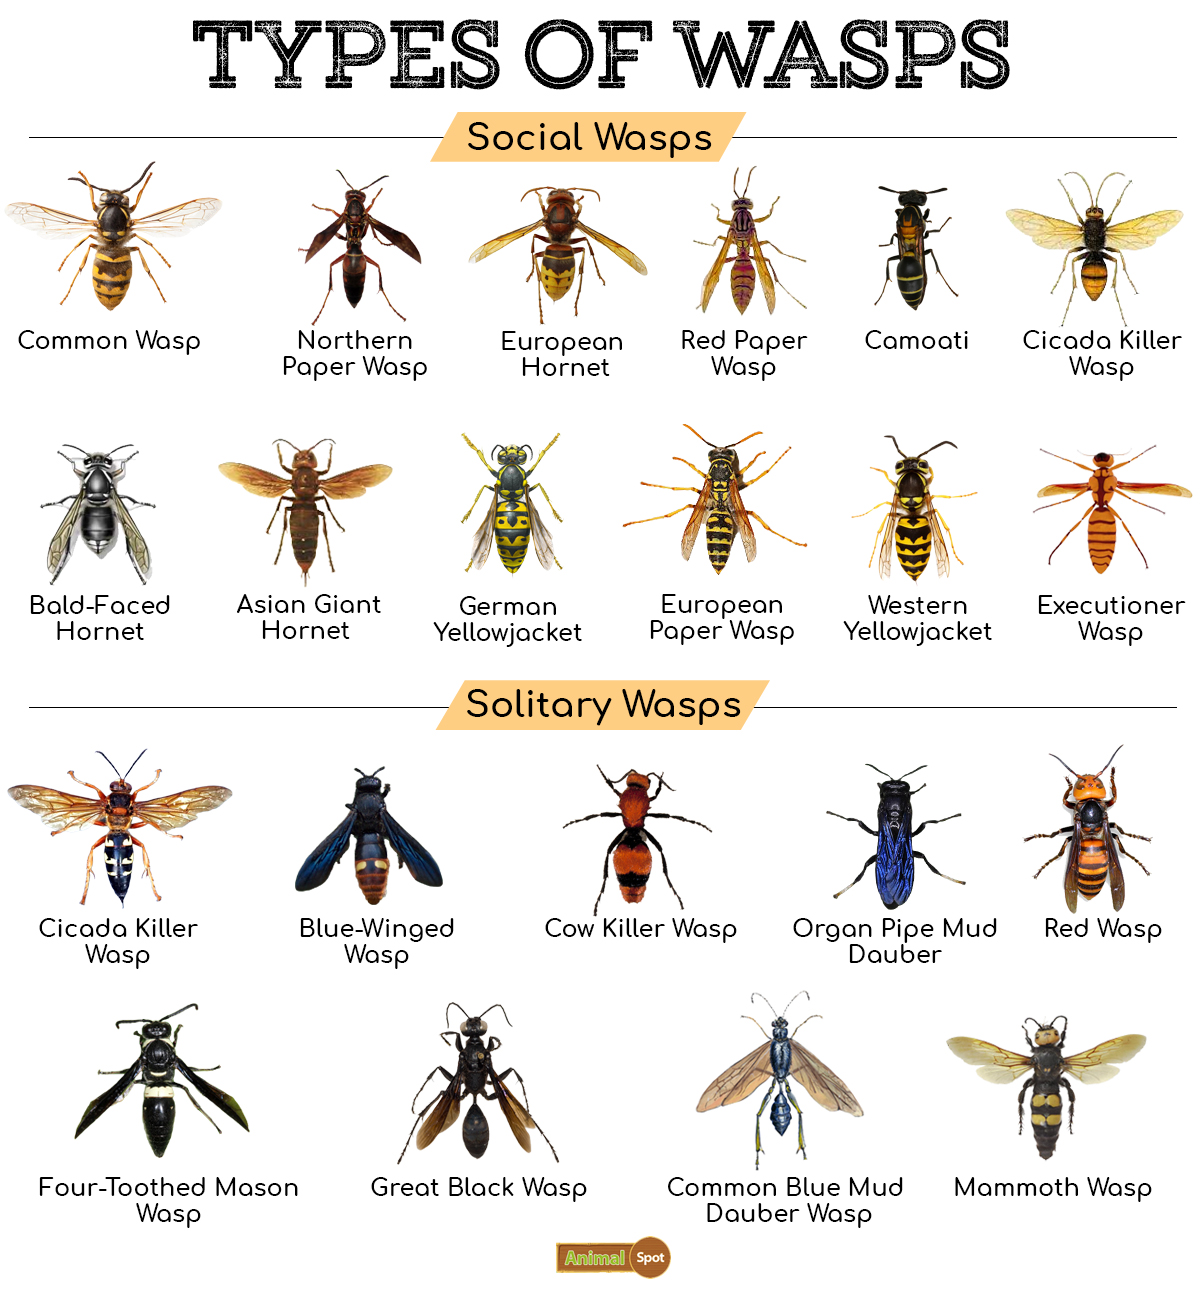 TYPES OF WASPS
Social Wasps
Common Wasp
Northern
Paper Wasp
European
Hornet
Red Paper
Wasp
Camoati
Cicada Killer
Wasp
Bald-Faced
Hornet
Asian Giant
Hornet
German
Yellowjacket
European
Paper Wasp
Western
Yellowjacket
Executioner
Wasp
Solitary Wasps
Cicada Killer
Wasp
Blue-Winged
Wasp
Cow Killer Wasp
Organ Pipe Mud
Dauber
Red Wasp
Four-Toothed Mason
Wasp
Great Black Wasp
Common Blue Mud
Dauber Wasp
Mammoth Wasp
Animal Spot